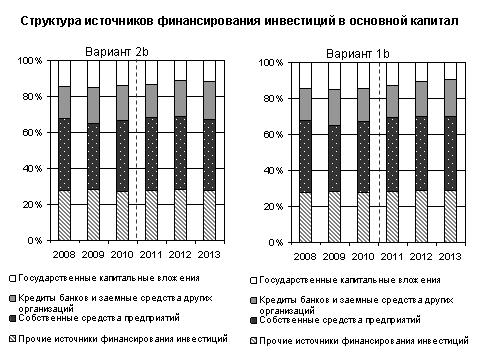 Структура источников финансирования инвестиций в основной капитал
Вариант 2b
100%
80%
60%
40%
20%
0%
2008 2009 2010 2011 2012 2013
Государственные капитальные вложения
Кредиты банков и заемные средства других
организаций
Собственные средства предприятий
Прочие источники финансирования инвестиций
Вариант 1b
100%
80%
60%
40%
20%
0%
2008 2009 2010 2011 2012 2013
Государственные капитальные вложения
Кредиты банков и заемные средства других
организаций
Собственные средства предприятий
Прочие источники финансирования инвестиций